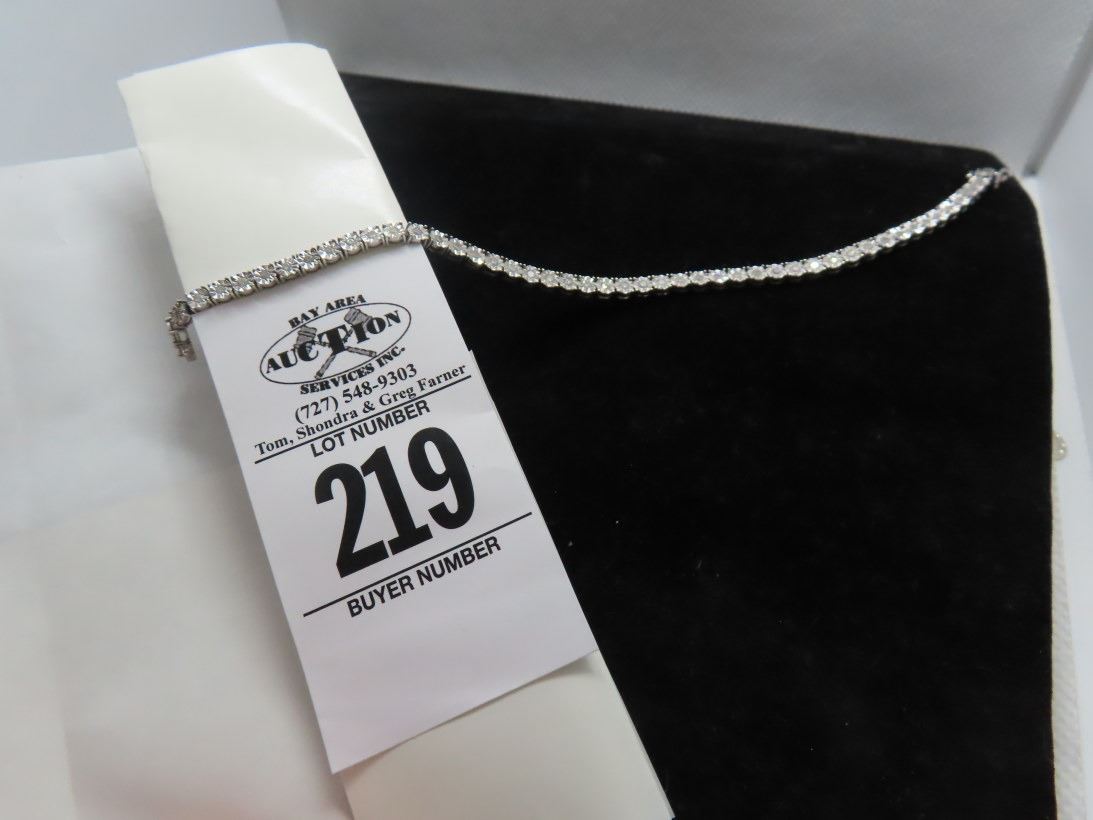 BAY AREA
AUCTION
SERVICES INC.
(727) 548-9303
Tom, Shondra & Greg Farner
LOT NUMBER
219
BUYER NUMBER